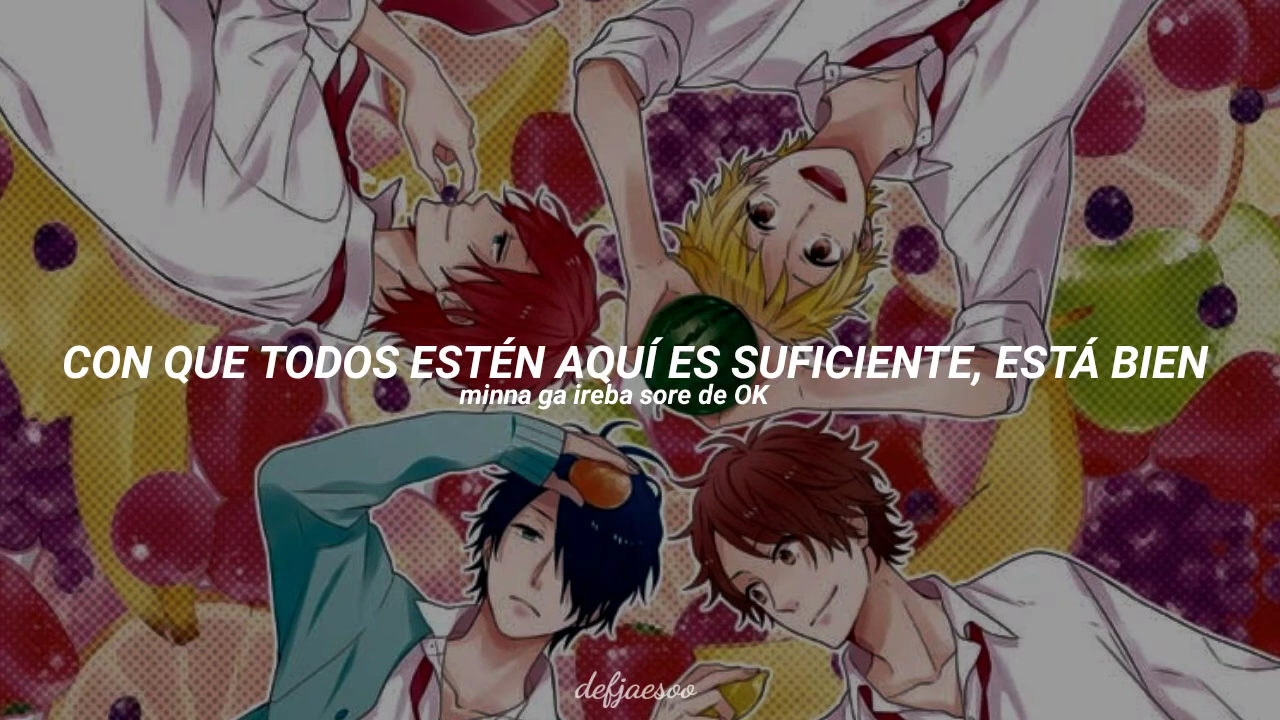 CON QUE TODOS ESTÉN AQUÍ ES SUFICIENTE, ESTÁ BIEN
minna ga ireba sore de OK
defjaesoo